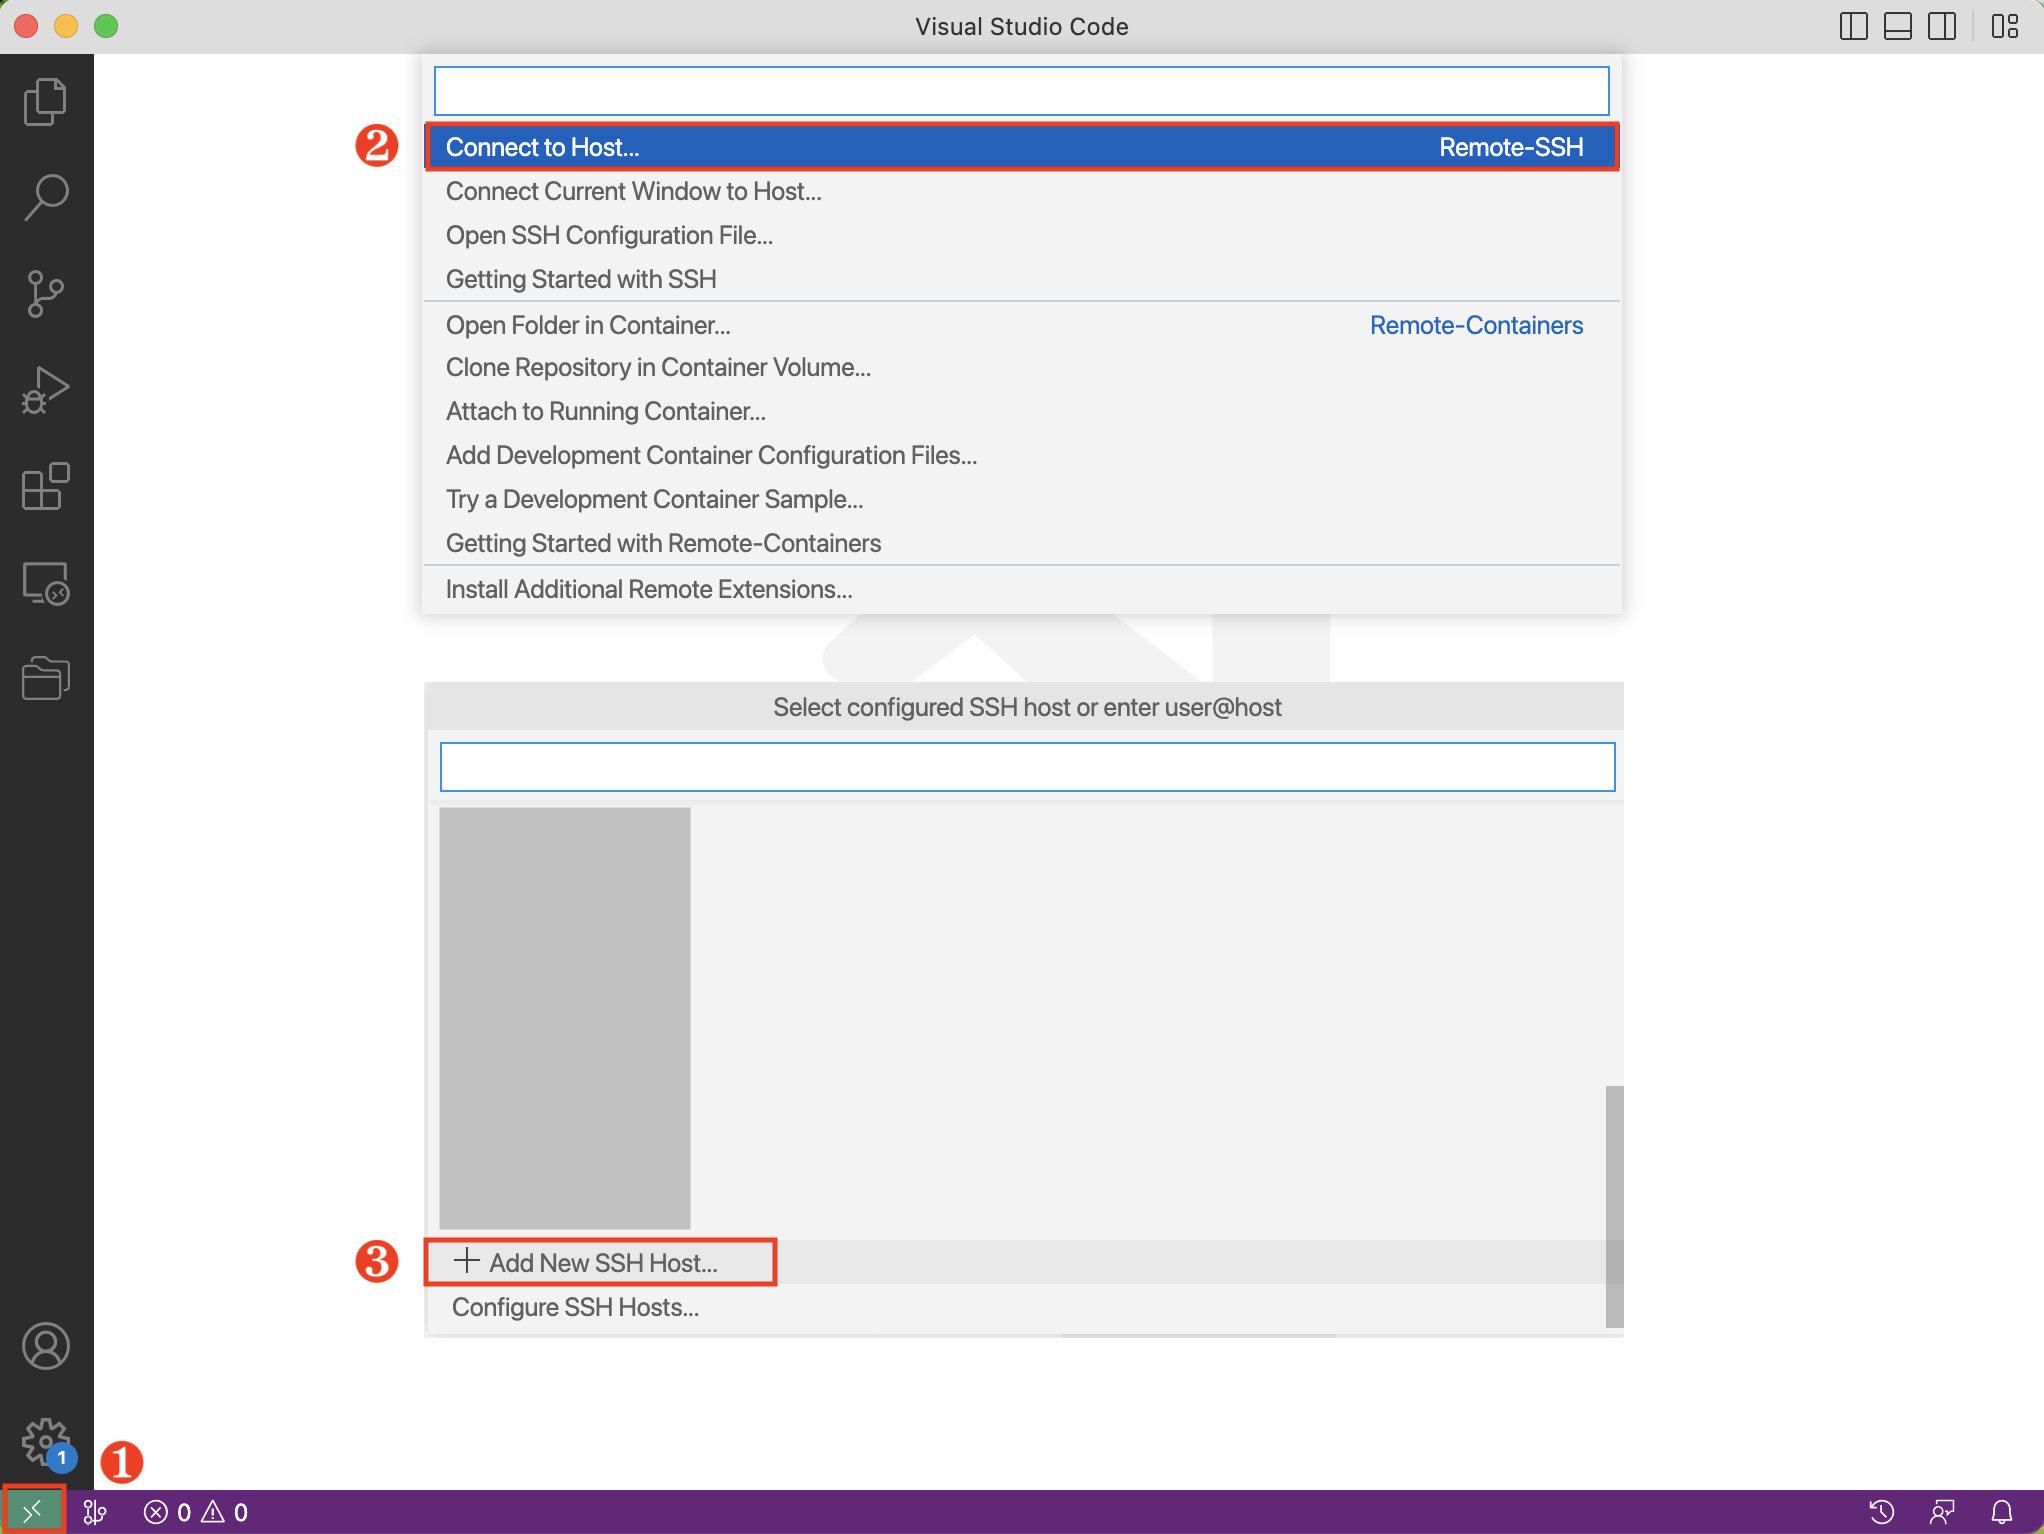 Visual Studio Code
❷
Connect to Host... Remote-SSH
Connect Current Window to Host...
Open SSH Configuration File...
Getting Started with SSH
Open Folder in Container... Remote-Containers
Clone Repository in Container Volume...
Attach to Running Container...
Add Development Container Configuration Files...
Try a Development Container Sample...
Getting Started with Remote-Containers
Install Additional Remote Extensions...
Select configured SSH host or enter user@host
❸
+ Add New SSH Host...
Configure SSH Hosts...
1
❶
0 0